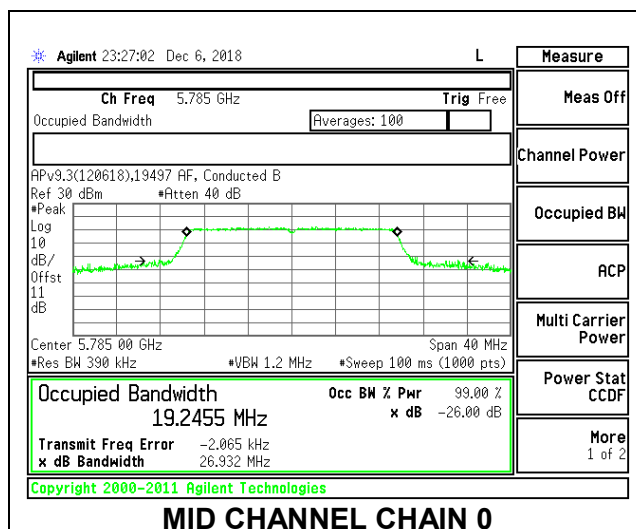 Agilent 23:27:02 Dec 6, 2018 L Measure
Ch Freq 5.785 GHz Trig Free
Meas Off
Occupied Bandwidth Averages: 100
Channel Power
APv9.3(120618),19497 AF, Conducted B
Ref 30 dBm #Atten 40 dB
#Peak
Log
10
dB/
Offst
11
dB
Occupied BW
ACP
Multi Carrier
Power
Center 5.785 00 GHz Span 40 MHz
#Res BW 390 kHz #VBW 1.2 MHz #Sweep 100 ms (1000 pts)
Power Stat
CCDF
Occupied Bandwidth Occ BW % Pwr 99.00 %
19.2455 MHz x dB -26.00 dB
Transmit Freq Error -2.065 kHz
x dB Bandwidth 26.932 MHz
More
1 of 2
Copyright 2000-2011 Agilent Technologies
MID CHANNEL CHAIN 0